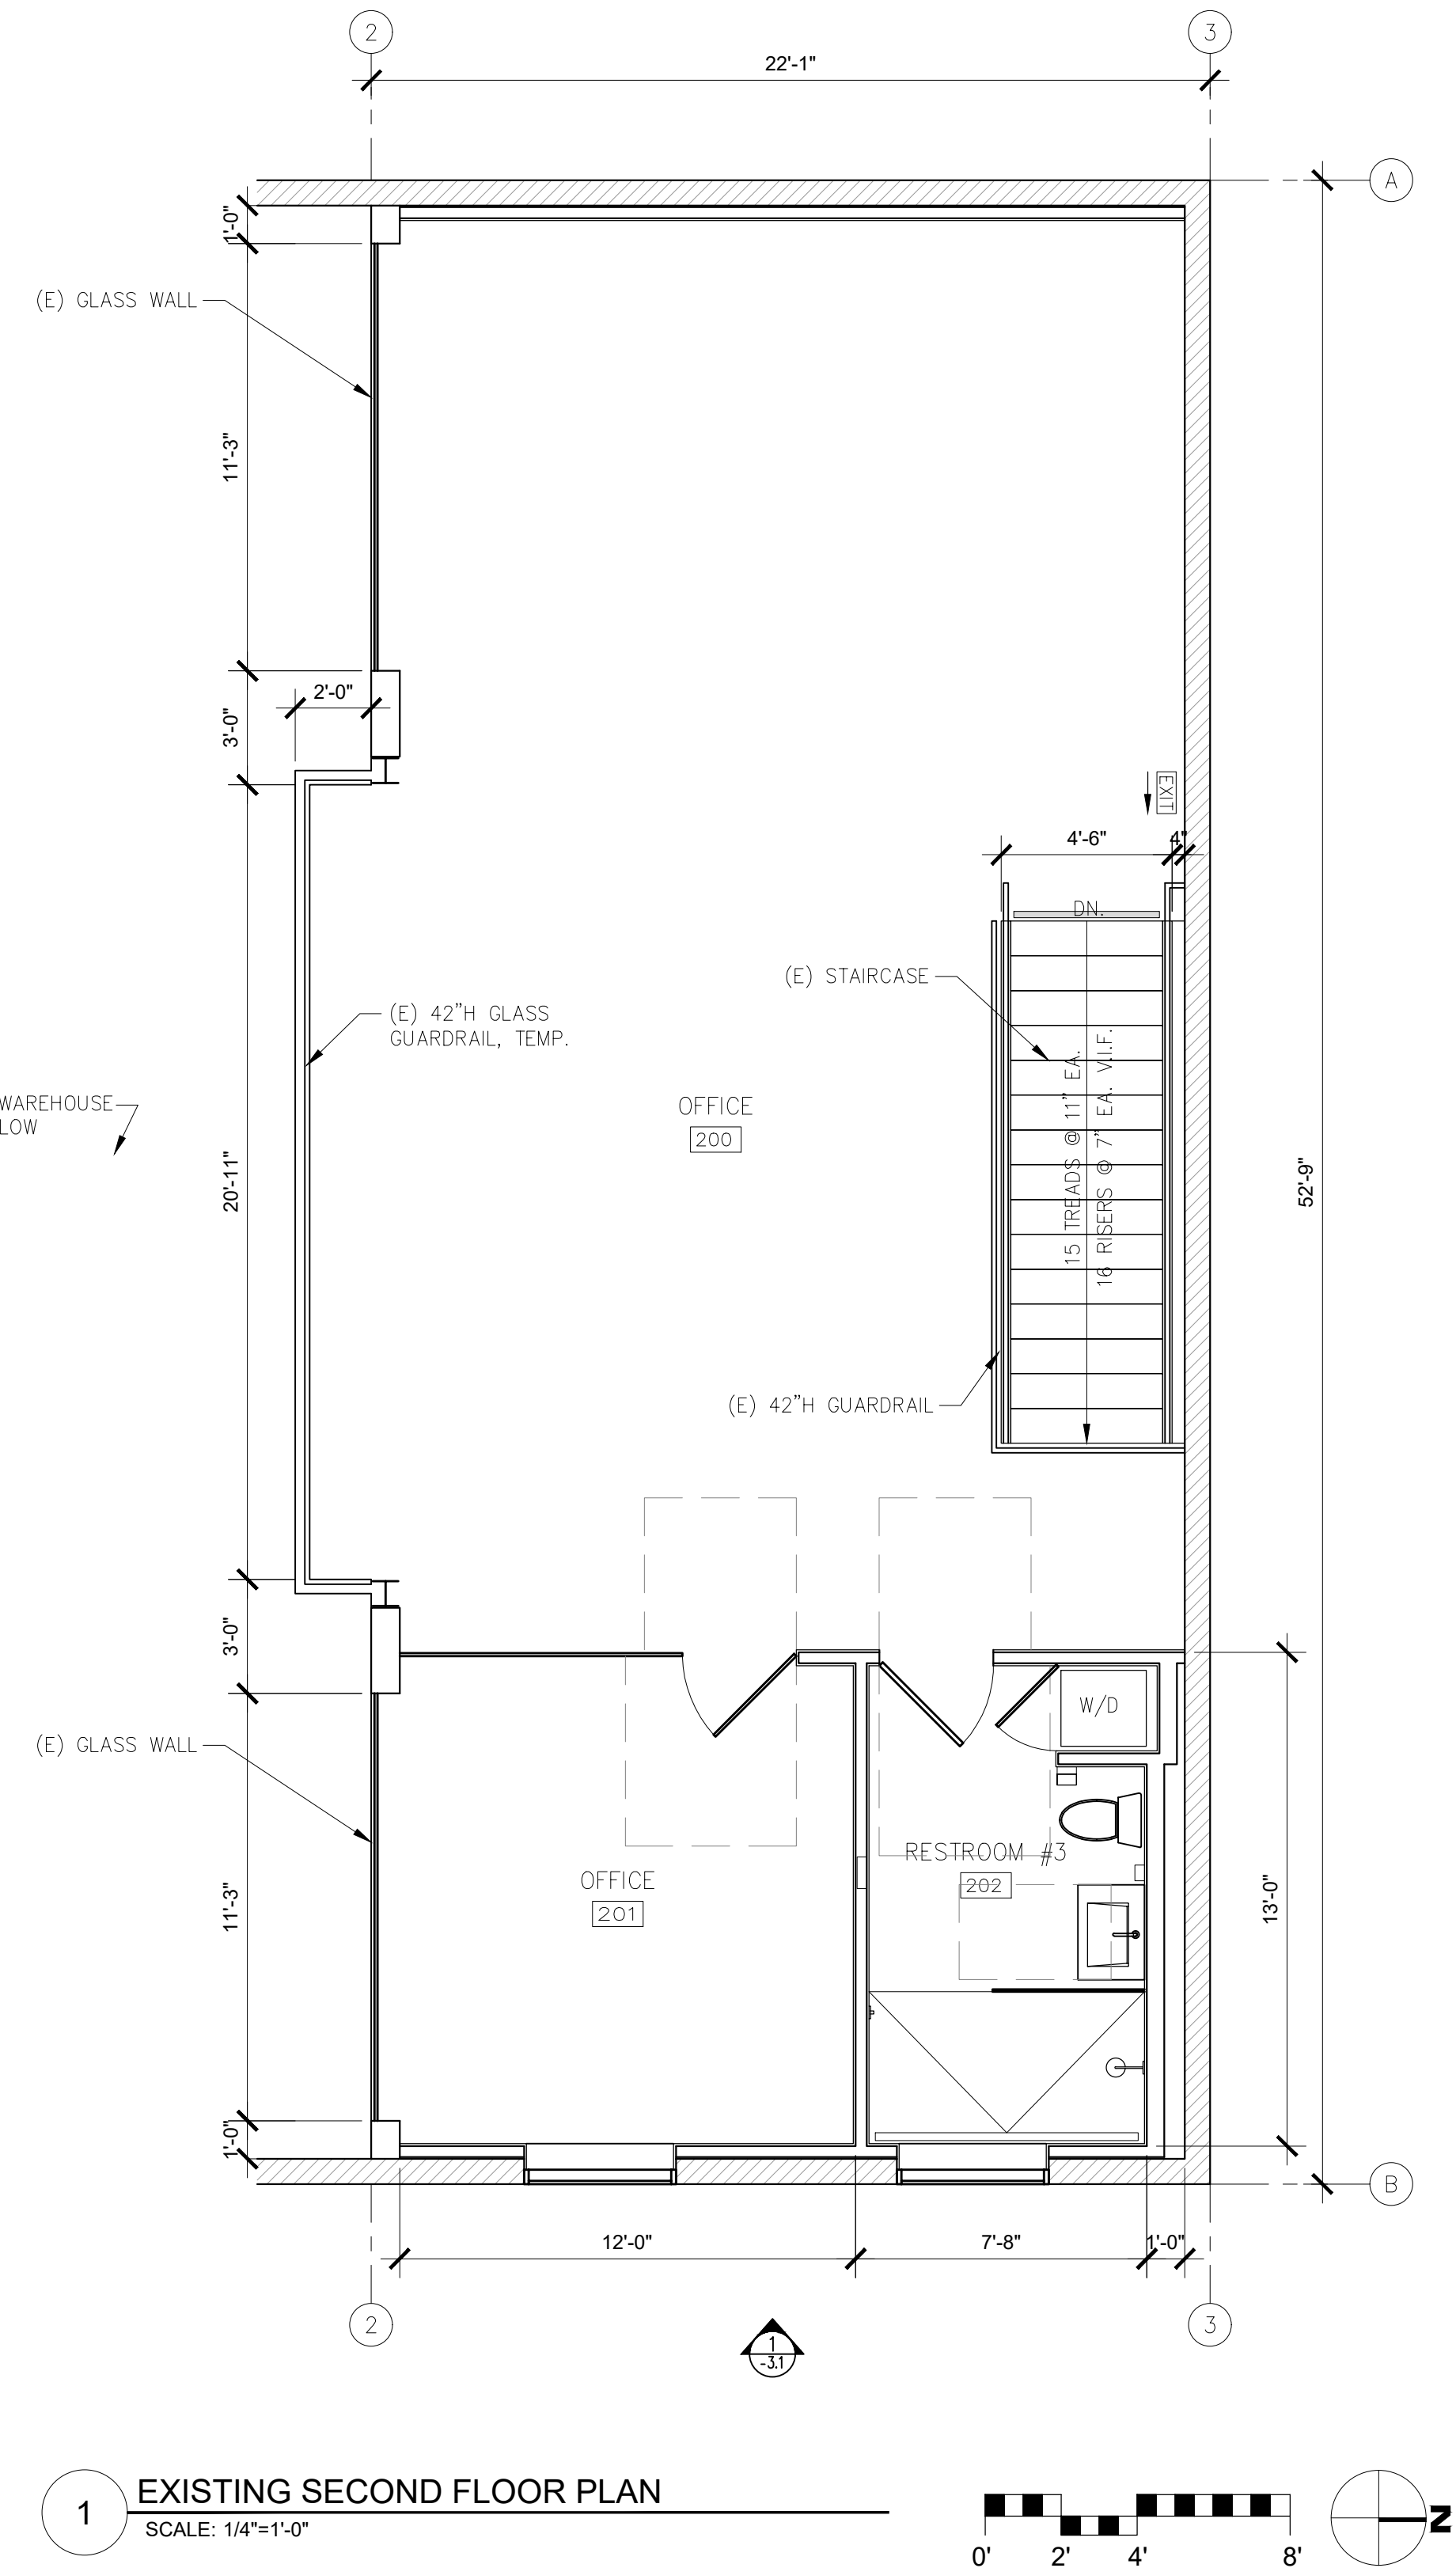 2
3
22'-1"
A
1'-0"
(E) GLASS WALL
11'-3"
2'-0"
3'-0"
EXIT
4'-6"
4"
DN.
(E) STAIRCASE
(E) 42"H GLASS
GUARDRAIL, TEMP.
15 TREADS @ 11" EA.
16 RISERS @ 7" EA. V.I.F.
WAREHOUSE
LOW
OFFICE
200
20'-11"
52'-9"
(E) 42"H GUARDRAIL
3'-0"
W/D
(E) GLASS WALL
RESTROOM #3
202
OFFICE
201
11'-3"
13'-0"
1'-0"
B
12'-0"
7'-8"
1'-0"
2
3
1
-3.1
1
EXISTING SECOND FLOOR PLAN
SCALE: 1/4"=1'-0"
0'
2'
4'
8'
N